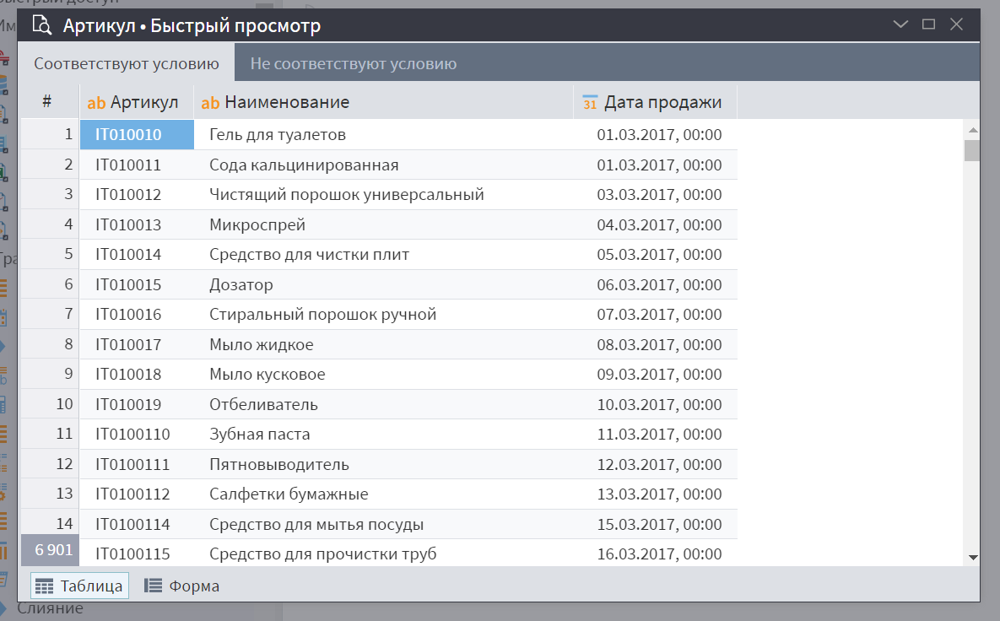 Артикул • Быстрый просмотр
Соответствуют условию Не соответствуют условию
# ab Артикул ab Наименование 31 Дата продажи
1 IT010010 Гель для туалетов 01.03.2017, 00:00
2 IT010011 Сода кальцинированная 01.03.2017, 00:00
3 IT010012 Чистящий порошок универсальный 03.03.2017, 00:00
4 IT010013 Микроспрей 04.03.2017, 00:00
5 IT010014 Средство для чистки плит 05.03.2017, 00:00
6 IT010015 Дозатор 06.03.2017, 00:00
7 IT010016 Стиральный порошок ручной 07.03.2017, 00:00
8 IT010017 Мыло жидкое 08.03.2017, 00:00
9 IT010018 Мыло кусковое 09.03.2017, 00:00
10 IT010019 Отбеливатель 10.03.2017, 00:00
11 IT0100110 Зубная паста 11.03.2017, 00:00
12 IT0100111 Пятновыводитель 12.03.2017, 00:00
13 IT0100112 Салфетки бумажные 13.03.2017, 00:00
14 IT0100114 Средство для мытья посуды 15.03.2017, 00:00
6 901 IT0100115 Средство для прочистки труб 16.03.2017, 00:00
Таблица Форма
Слияние